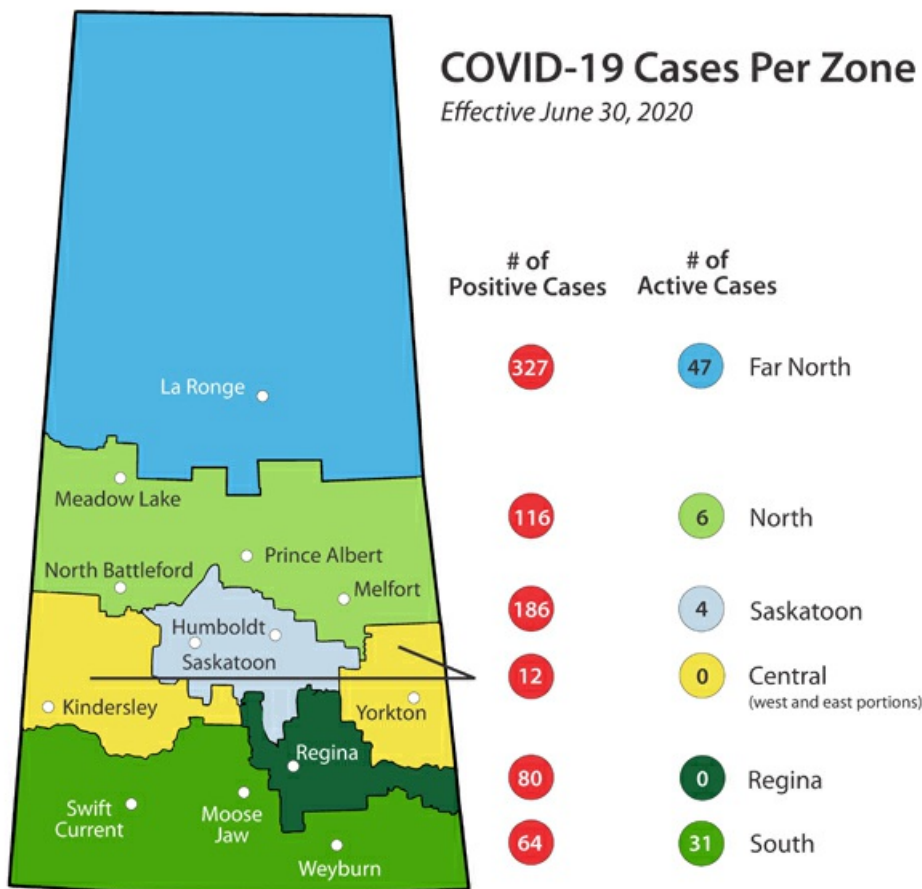 COVID-19 Cases Per Zone
Effective June 30, 2020
# of
Positive Cases
# of
Active Cases
327
47
Far North
La Ronge
Meadow Lake
116
6
North
Prince Albert
North Battleford
Melfort
186
4
Saskatoon
Humboldt
Saskatoon
12
0
Central
(west and east portions)
Kindersley
Yorkton
Regina
80
0
Regina
Swift
Current
Moose
Jaw
Weyburn
64
31
South